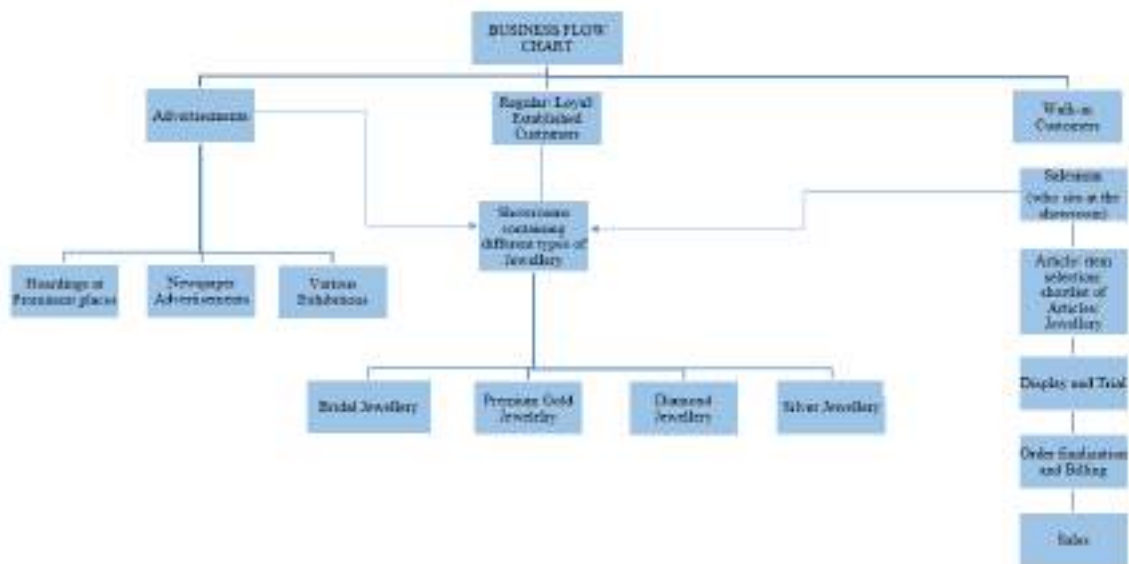 BUSINESS FLOW
CHART
Advertisements
Regular/Loyal/
Established
Customers
Walk-in
Customers
Salesman
(who sits at the
showroom)
Showrooms
containing
different types of
Jewellery
Hoardings at
Prominent places
Newspaper
Advertisements
Various
Exhibitions
Article/ item
selection/
shortlist of
Articles/
Jewellery
Bridal Jewellery
Premium Gold
Diamond
Jewellery
Silver Jewellery
Display and Trial
Order finalization
and Billing
Sales